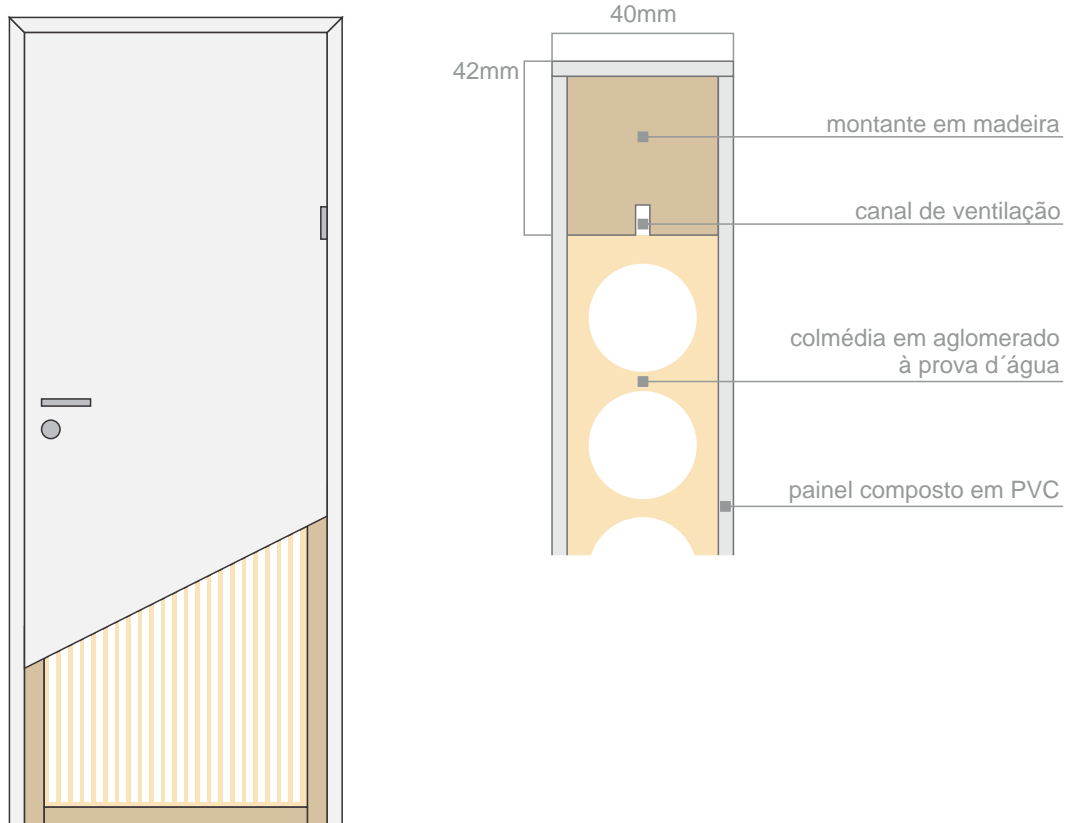 40mm
42mm
montante em madeira
canal de ventilação
colmédia em aglomerado
à prova d´água
painel composto em PVC